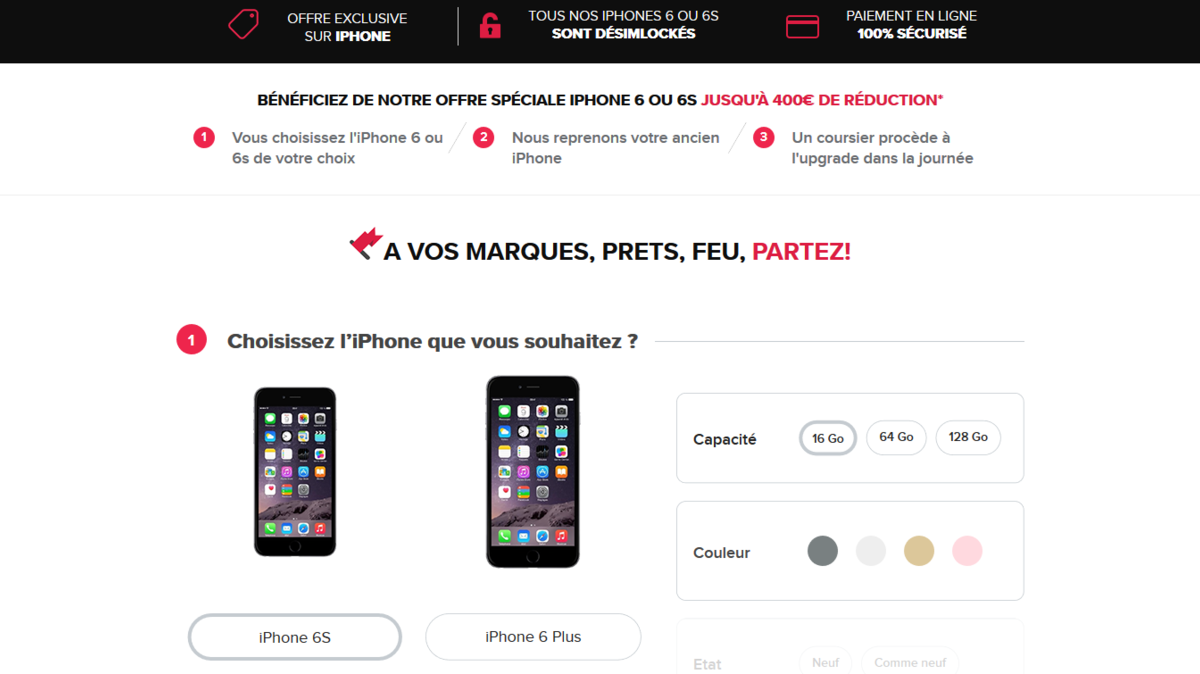 OFFRE EXCLUSIVE
SUR IPHONE
TOUS NOS IPHONES 6 OU 6S
SONT DÉSIMLOCKÉS
PAIEMENT EN LIGNE
100% SÉCURISÉ
BÉNÉFICIEZ DE NOTRE OFFRE SPÉCIALE IPHONE 6 OU 6S JUSQU'À 400€ DE RÉDUCTION*
1
Vous choisissez l'iPhone 6 ou
6s de votre choix
2
Nous reprenons votre ancien
iPhone
3
Un coursier procède à
l'upgrade dans la journée
A VOS MARQUES, PRETS, FEU, PARTEZ!
1 Choisissez l’iPhone que vous souhaitez ?
Capacité 16 Go 64 Go 128 Go
Couleur
iPhone 6S iPhone 6 Plus
Etat Neuf Comme neuf